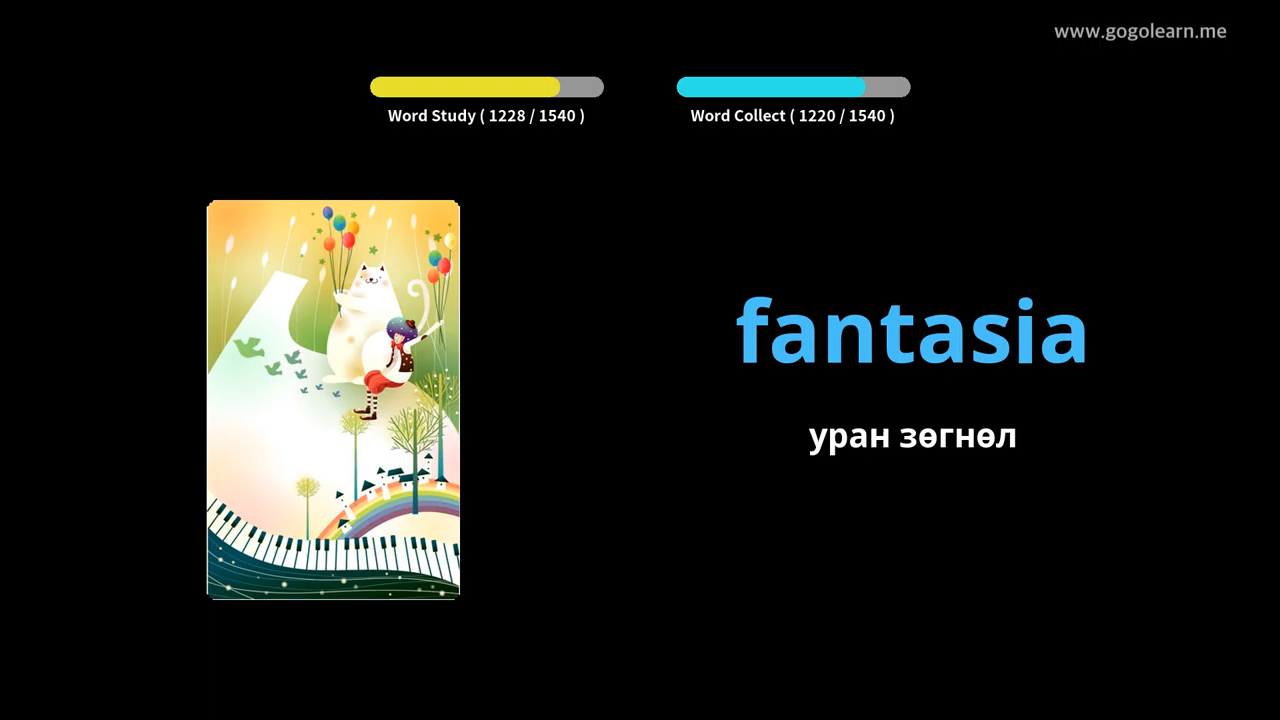 www.gogolearn.me
Word Study ( 1228 / 1540 )
Word Collect ( 1220 / 1540 )
fantasia
уран зөгнөл